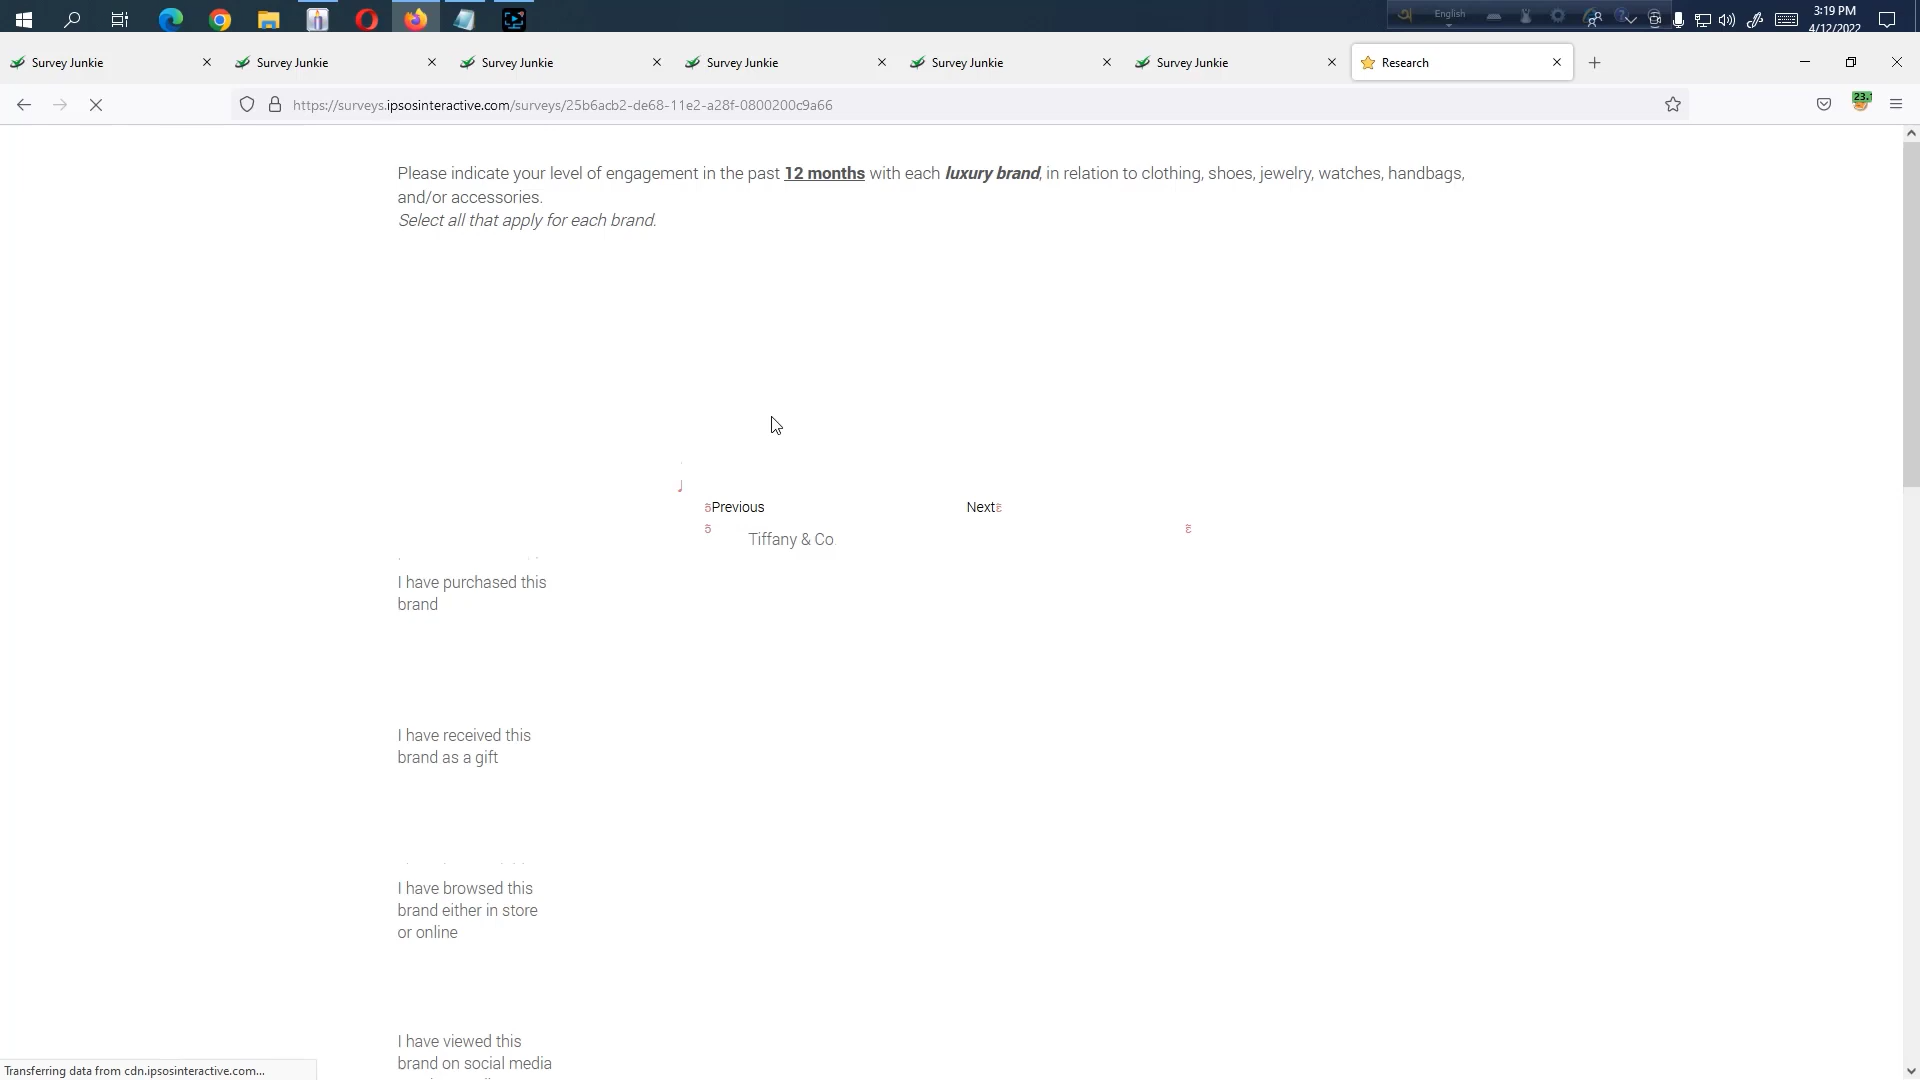 English
3:19 PM
4/12/2022
Survey Junkie
Survey Junkie
Survey Junkie
Survey Junkie
Survey Junkie
Survey Junkie
Research
https://surveys.ipsosinteractive.com/surveys/25b6acb2-de68-11e2-a28f-0800200c9a66
Please indicate your level of engagement in the past 12 months with each luxury brand, in relation to clothing, shoes, jewelry, watches, handbags,
and/or accessories.
Select all that apply for each brand.
Previous
Next
Tiffany & Co
I have purchased this
brand
I have received this
brand as a gift
I have browsed this
brand either in store
or online
I have viewed this
brand on social media
Transferring data from cdn.ipsosinteractive.com...